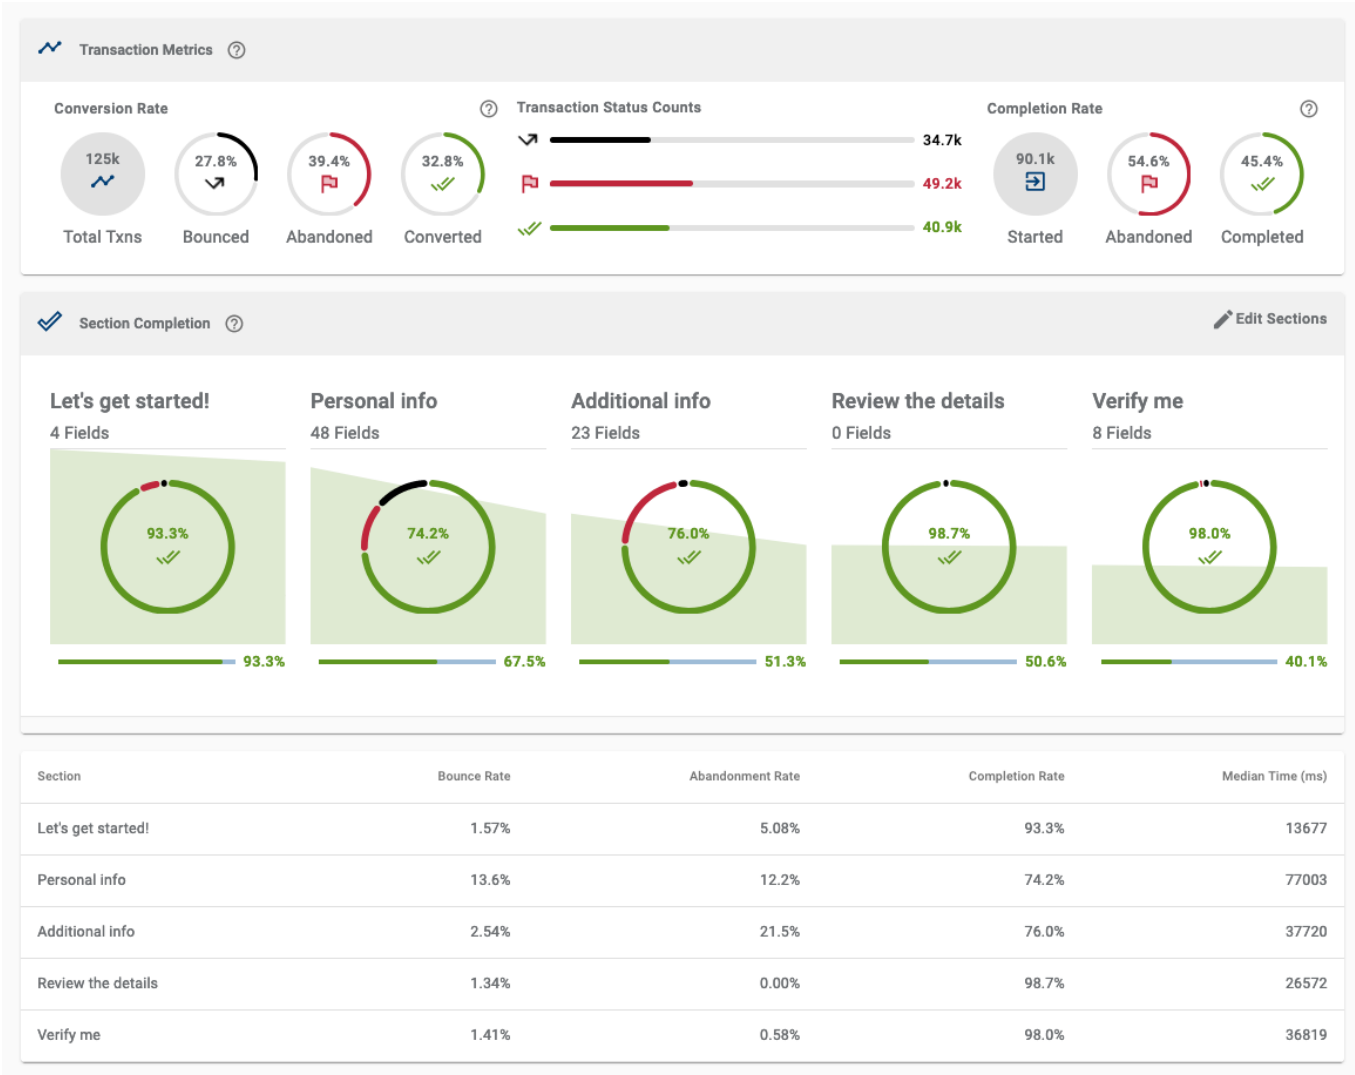 Transaction Metrics
Conversion Rate
125k
Total Txns
27.8%
Bounced
39.4%
Abandoned
32.8%
Converted
Transaction Status Counts
34.7k
49.2k
40.9k
Completion Rate
90.1k
Started
54.6%
Abandoned
45.4%
Completed
Section Completion
Edit Sections
Let's get started!
4 Fields
93.3%
93.3%
Personal info
48 Fields
74.2%
67.5%
Additional info
23 Fields
76.0%
51.3%
Review the details
0 Fields
98.7%
50.6%
Verify me
8 Fields
98.0%
40.1%
Section Bounce Rate Abandonment Rate Completion Rate Median Time (ms)
Let's get started! 1.57% 5.08% 93.3% 13677
Personal info 13.6% 12.2% 74.2% 77003
Additional info 2.54% 21.5% 76.0% 37720
Review the details 1.34% 0.00% 98.7% 26572
Verify me 1.41% 0.58% 98.0% 36819